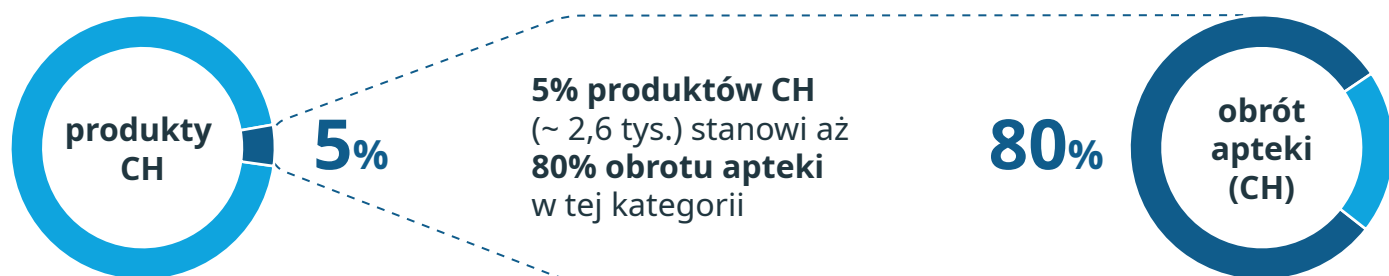 produkty
CH
5%
5% produktów CH
(~ 2,6 tys.) stanowi aż
80% obrotu apteki
w tej kategorii
80%
obrót
apteki
(CH)